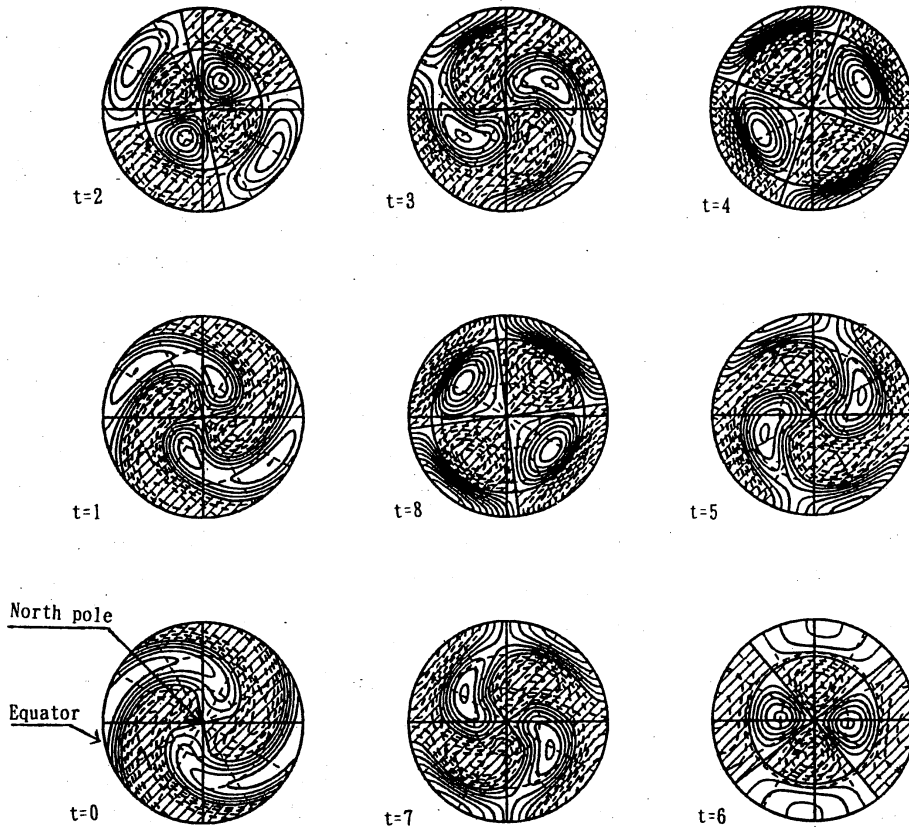 t=2
t=3
t=4
t=1
t=8
t=5
North pole
Equator
t=0
t=7
t=6